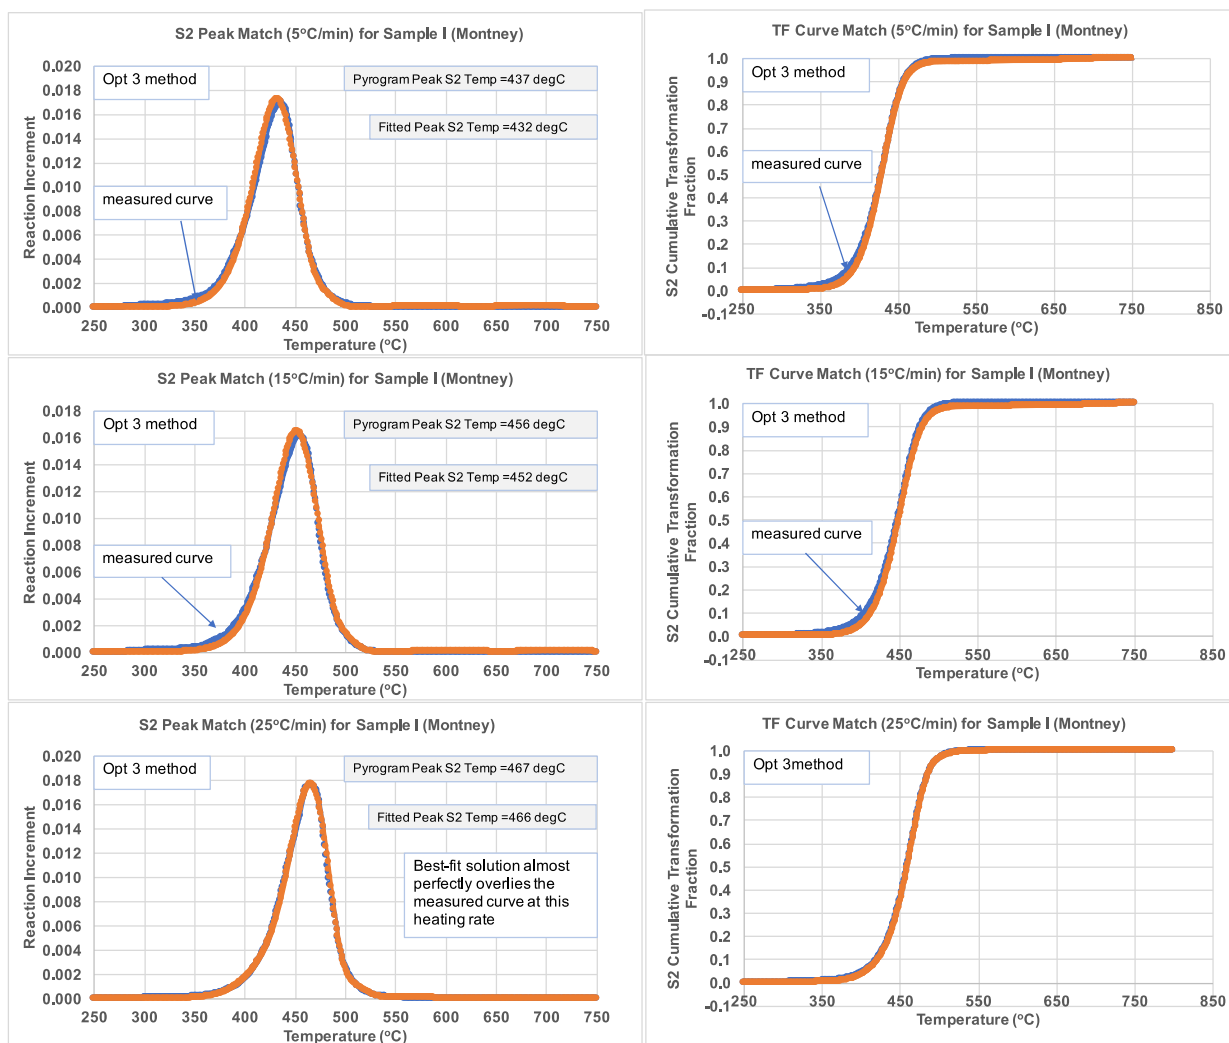 S2 Peak Match (5oC/min) for Sample I (Montney)
Reaction Increment
0.020
0.018
0.016
0.014
0.012
0.010
0.008
0.006
0.004
0.002
0.000
Opt 3 method
Pyrogram Peak S2 Temp =437 degC
Fitted Peak S2 Temp =432 degC
measured curve
250 300 350 400 450 500 550 600 650 700 750
Temperature (oC)
TF Curve Match (5oC/min) for Sample I (Montney)
S2 Cumulative Transformation
Fraction
1.0
0.9
0.8
0.7
0.6
0.5
0.4
0.3
0.2
0.1
0.0
-0.1
Opt 3 method
measured curve
250 350 450 550 650 750 850
Temperature (oC)
S2 Peak Match (15oC/min) for Sample I (Montney)
Reaction Increment
0.018
0.016
0.014
0.012
0.010
0.008
0.006
0.004
0.002
0.000
Opt 3 method
Pyrogram Peak S2 Temp =456 degC
Fitted Peak S2 Temp =452 degC
measured curve
250 300 350 400 450 500 550 600 650 700 750
Temperature (oC)
TF Curve Match (15oC/min) for Sample I (Montney)
S2 Cumulative Transformation
Fraction
1.0
0.9
0.8
0.7
0.6
0.5
0.4
0.3
0.2
0.1
0.0
-0.1
Opt 3 method
measured curve
250 350 450 550 650 750 850
Temperature (oC)
S2 Peak Match (25oC/min) for Sample I (Montney)
Reaction Increment
0.020
0.018
0.016
0.014
0.012
0.010
0.008
0.006
0.004
0.002
0.000
Opt 3 method
Pyrogram Peak S2 Temp =467 degC
Fitted Peak S2 Temp =466 degC
Best-fit solution almost
perfectly overlies the
measured curve at this
heating rate
250 300 350 400 450 500 550 600 650 700 750
Temperature (oC)
TF Curve Match (25oC/min) for Sample I (Montney)
S2 Cumulative Transformation
Fraction
1.0
0.9
0.8
0.7
0.6
0.5
0.4
0.3
0.2
0.1
0.0
-0.1
Opt 3method
250 350 450 550 650 750 850
Temperature (oC)